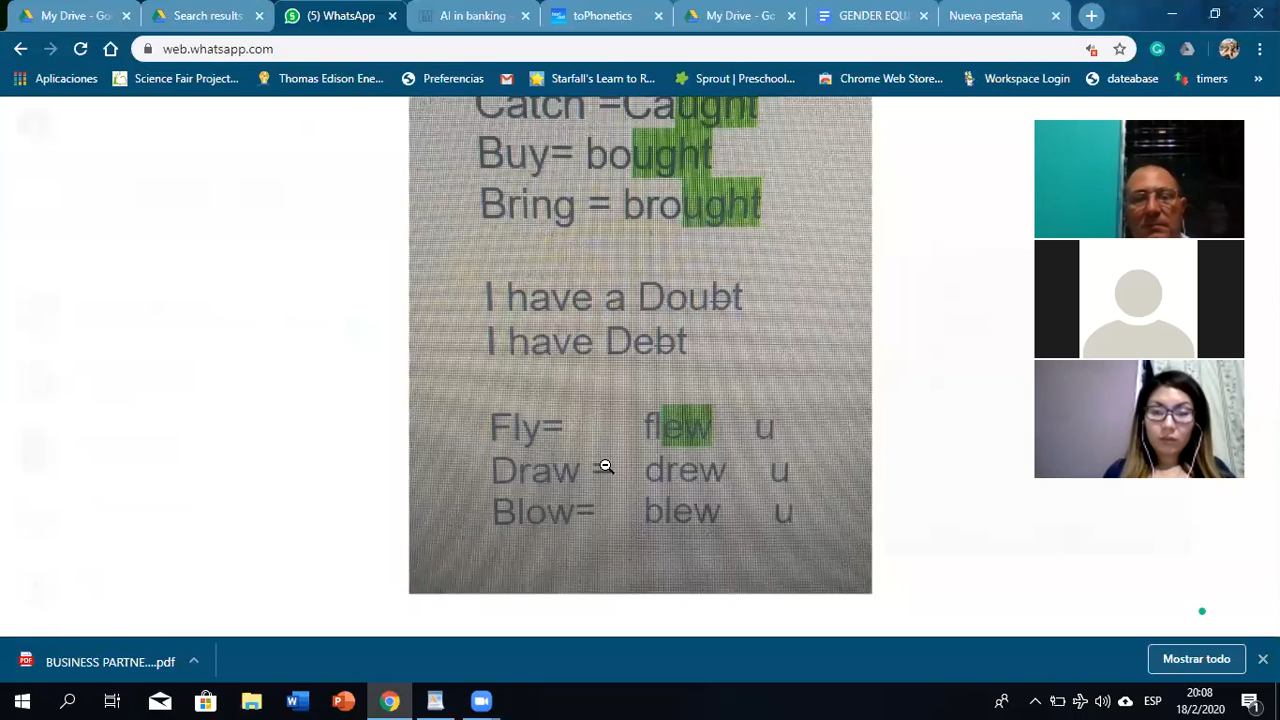 My Drive - Goo
Search results
(5) WhatsApp
AI in banking
toPhonetics
My Drive - Go
GENDER EQU
Nueva pestaña
web.whatsapp.com
Aplicaciones
Science Fair Project...
Thomas Edison Ene...
Preferencias
Starfall's Learn to R...
Sprout | Preschool...
Chrome Web Store...
Workspace Login
dateabase
timers
»
Catch =Caught
Buy= bought
Bring = brought
I have a Doubt
I have Debt
Fly= flew u
Draw = drew u
Blow= blew u
BUSINESS PARTNE....pdf
Mostrar todo
ESP
20:08
18/2/2020
1